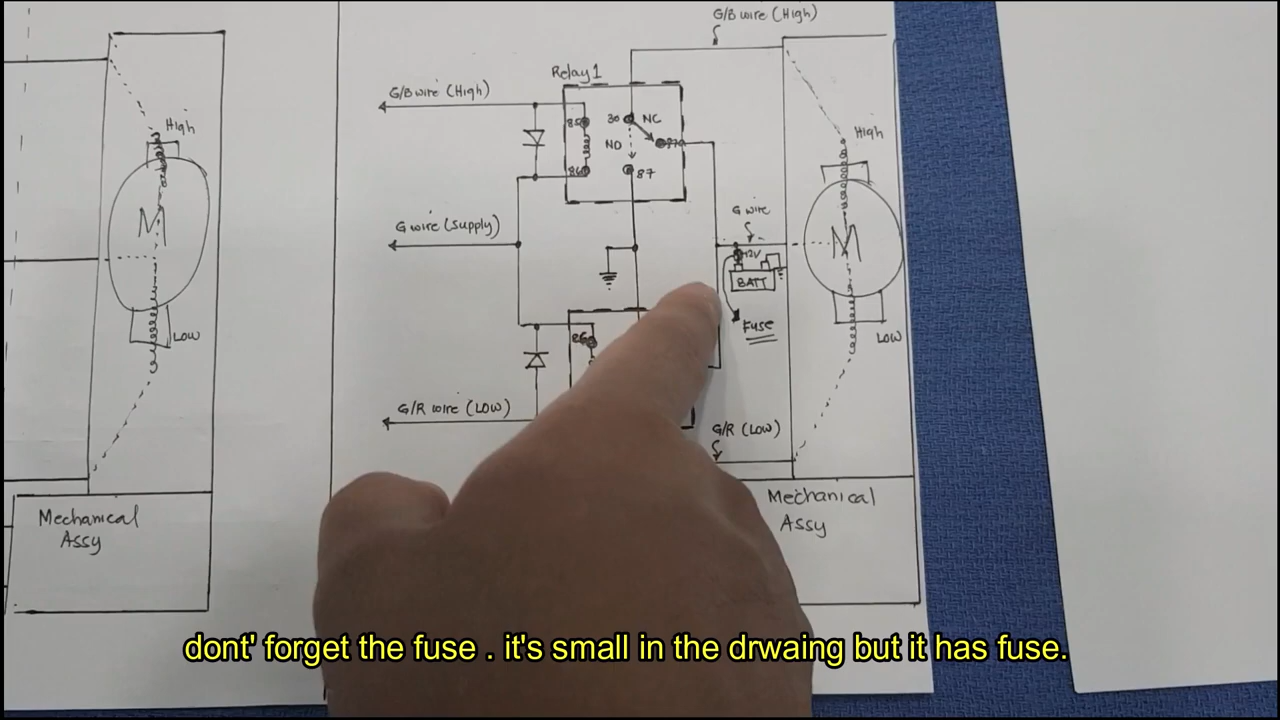 G/B wire (High)
Relay 1
G/B wire (High)
High
High
85
30
NC
NO
86
87
G wire
G wire (supply)
M
M
12V
BATT
Fuse
LOW
LOW
86
G/R wire (LOW)
G/R (LOW)
Mechanical
Assy
Mechanical
Assy
dont' forget the fuse . it's small in the drwaing but it has fuse.